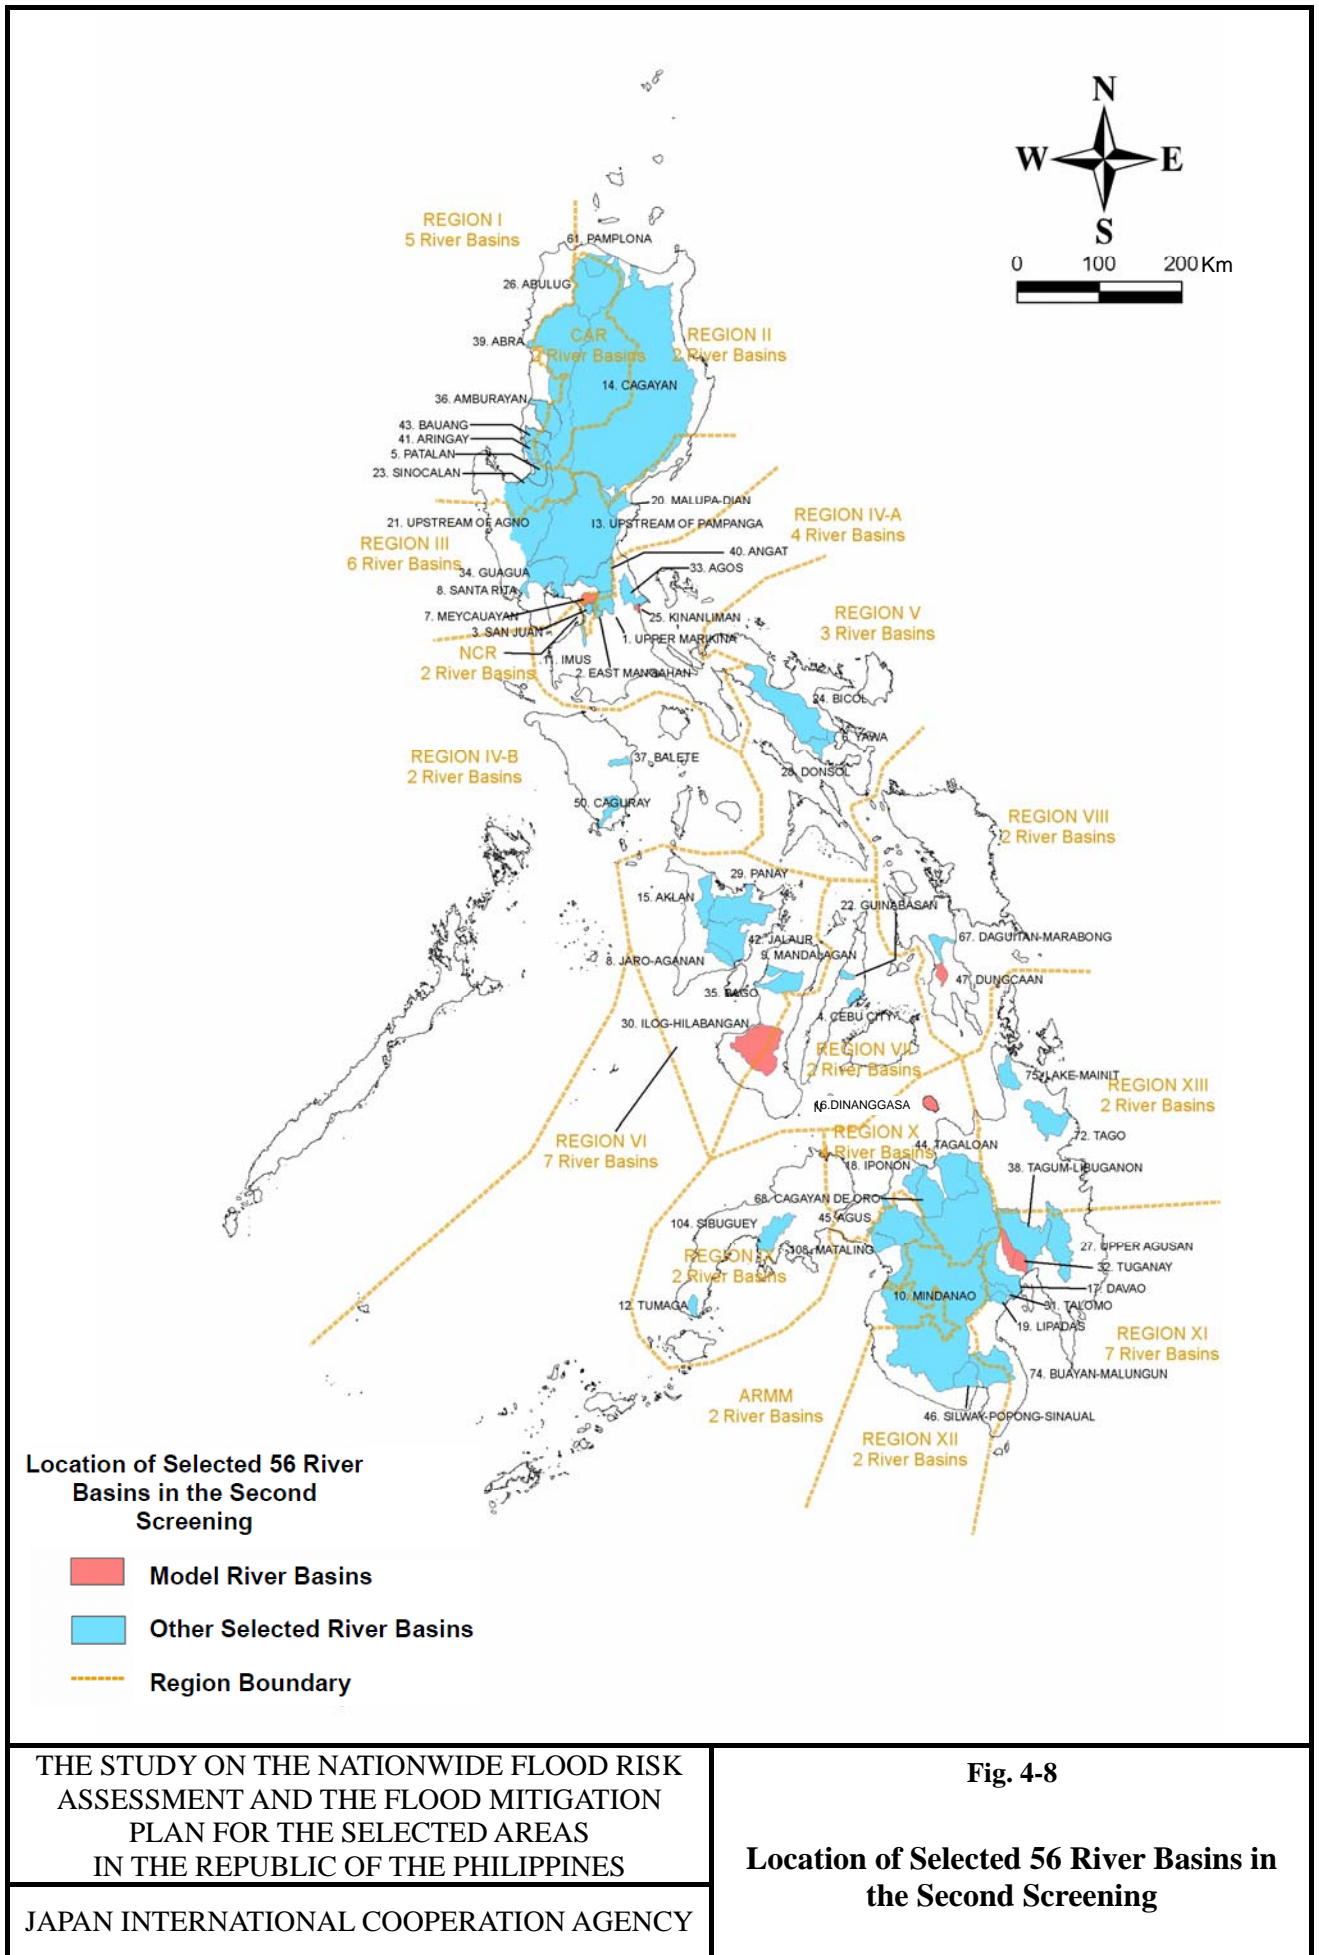 N
W E
S
0 100 200 Km
REGION I
5 River Basins
61. PAMPLONA
26. ABULUG
39. ABRA
CAR
2 River Basins
REGION II
2 River Basins
14. CAGAYAN
36. AMBURAYAN
43. BAUANG
41. ARINGAY
5. PATALAN
23. SINOCALAN
20. MALUPA-DIAN
21. UPSTREAM OF AGNO
13. UPSTREAM OF PAMPANGA
REGION IV-A
4 River Basins
REGION III
6 River Basins
40. ANGAT
34. GUAGUA
33. AGOS
8. SANTA RITA
7. MEYCAUAYAN
25. KINANLIMAN
REGION V
3 River Basins
3. SAN JUAN
1. UPPER MARIKINA
NCR
2 River Basins
11. IMUS
2. EAST MANGAHAN
24. BICOL
6. YAWA
REGION IV-B
2 River Basins
37. BALETE
28. DONSOL
50. CAGURAY
REGION VIII
2 River Basins
29. PANAY
15. AKLAN
22. GUINABASAN
42. JALAUR
67. DAGUITAN-MARABONG
9. MANDALAGAN
8. JARO-AGANAN
47. DUNGCAAN
35. BAGO
4. CEBU CITY
30. ILOG-HILABANGAN
REGION VII
2 River Basins
75. LAKE-MAINIT
REGION XIII
2 River Basins
16.DINANGGASA
72. TAGO
REGION VI
7 River Basins
REGION X
River Basins
44. TAGALOAN
18. IPONON
38. TAGUM-LIBUGANON
68. CAGAYAN DE ORO
45. AGUS
104. SIBUGUEY
108. MATALING
27. UPPER AGUSAN
REGION IX
2 River Basins
32. TUGANAY
17. DAVAO
10. MINDANAO
31. TALOMO
12. TUMAGA
19. LIPADAS
REGION XI
7 River Basins
74. BUAYAN-MALUNGUN
ARMM
2 River Basins
46. SILWAY-POPONG-SINAUAL
REGION XII
2 River Basins
Location of Selected 56 River
Basins in the Second
Screening
Model River Basins
Other Selected River Basins
Region Boundary
THE STUDY ON THE NATIONWIDE FLOOD RISK
ASSESSMENT AND THE FLOOD MITIGATION
PLAN FOR THE SELECTED AREAS
IN THE REPUBLIC OF THE PHILIPPINES
JAPAN INTERNATIONAL COOPERATION AGENCY
Fig. 4-8
Location of Selected 56 River Basins in
the Second Screening